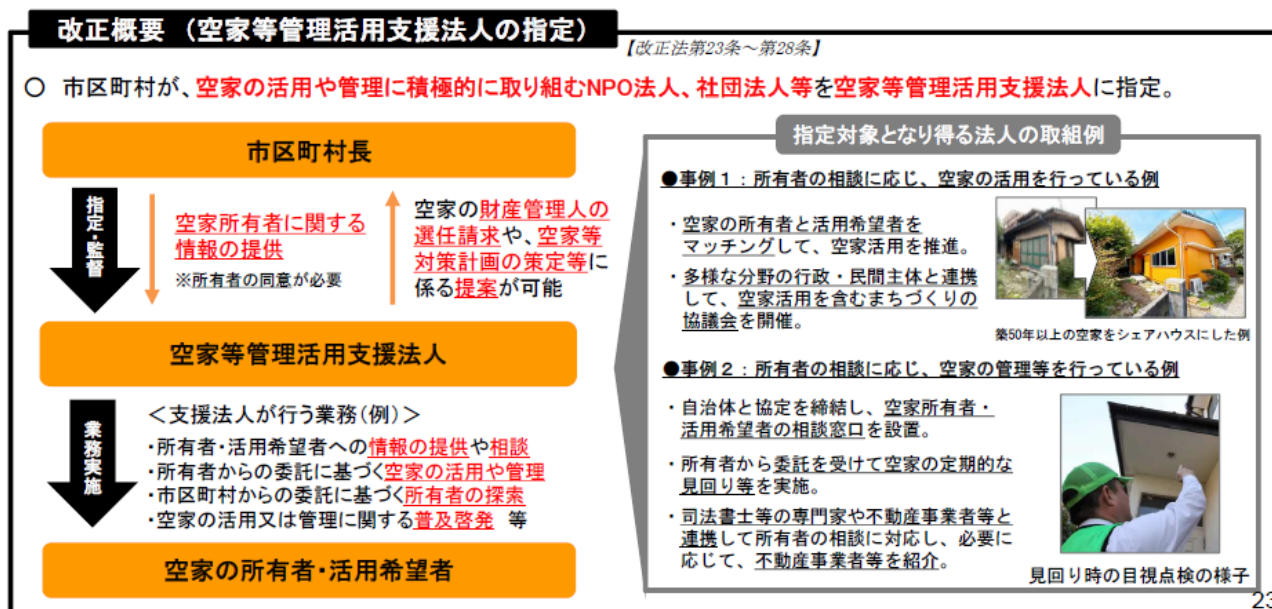 改正概要 （空家等管理活用支援法人の指定）
【改正法第23条～第28条】
○ 市区町村が、空家の活用や管理に積極的に取り組むNPO法人、社団法人等を空家等管理活用支援法人に指定。
市区町村長
指定・監督
空家所有者に関する
情報の提供
※所有者の同意が必要
空家の財産管理人の
選任請求や、空家等
対策計画の策定等に
係る提案が可能
空家等管理活用支援法人
業務実施
＜支援法人が行う業務（例）＞
・所有者・活用希望者への情報の提供や相談
・所有者からの委託に基づく空家の活用や管理
・市区町村からの委託に基づく所有者の探索
・空家の活用又は管理に関する普及啓発 等
空家の所有者・活用希望者
指定対象となり得る法人の取組例
●事例１：所有者の相談に応じ、空家の活用を行っている例
・空家の所有者と活用希望者を
マッチングして、空家活用を推進。
・多様な分野の行政・民間主体と連携
して、空家活用を含むまちづくりの
協議会を開催。
築50年以上の空家をシェアハウスにした例
●事例２：所有者の相談に応じ、空家の管理等を行っている例
・自治体と協定を締結し、空家所有者・
活用希望者の相談窓口を設置。
・所有者から委託を受けて空家の定期的な
見回り等を実施。
・司法書士等の専門家や不動産事業者等と
連携して所有者の相談に対応し、必要に
応じて、不動産事業者等を紹介。
見回り時の目視点検の様子
23